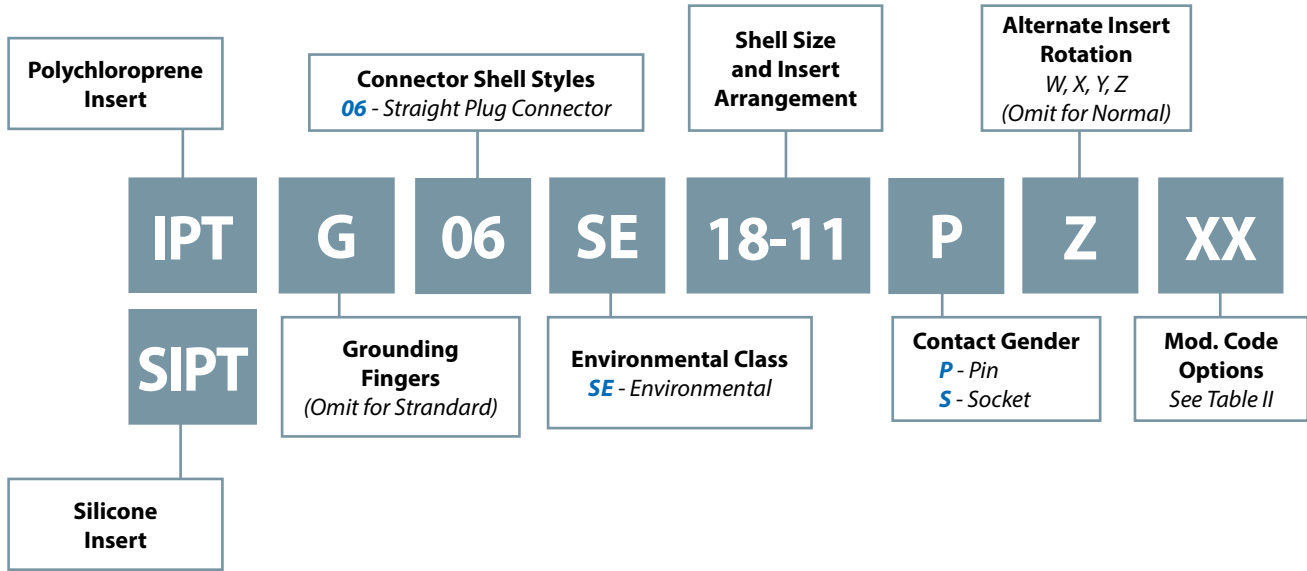 Polychloroprene
Insert
Connector Shell Styles
06 - Straight Plug Connector
Shell Size
and Insert
Arrangement
Alternate Insert
Rotation
W, X, Y, Z
(Omit for Normal)
IPT
G
06
SE
18-11
P
Z
XX
SIPT
Grounding
Fingers
(Omit for Strandard)
Environmental Class
SE - Environmental
Contact Gender
P - Pin
S - Socket
Mod. Code
Options
See Table II
Silicone
Insert